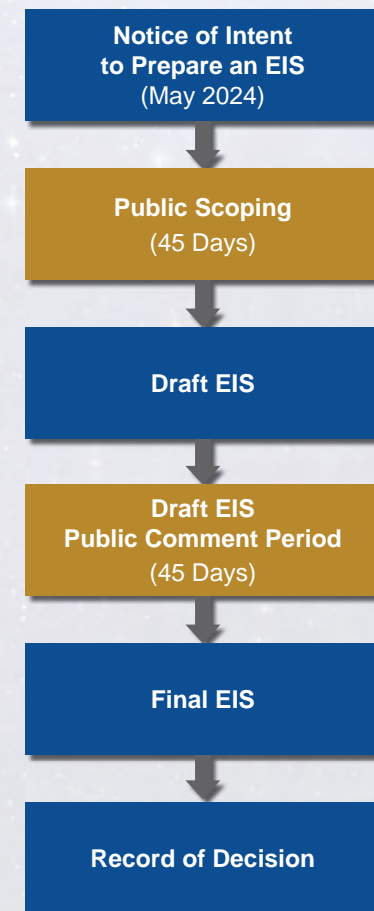 Notice of Intent
to Prepare an EIS
(May 2024)
Public Scoping
(45 Days)
Draft EIS
Draft EIS
Public Comment Period
(45 Days)
Final EIS
Record of Decision